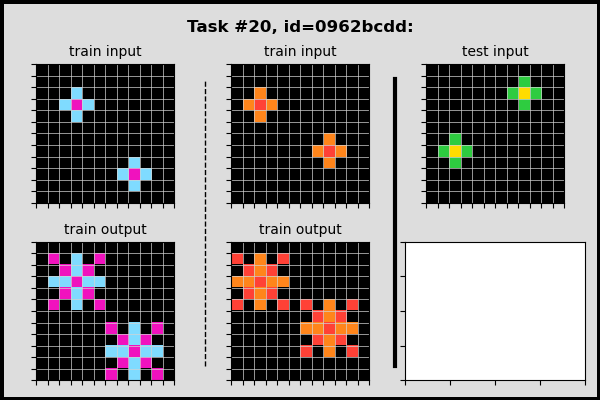 Task #20, id=0962bcdd:
train input
train input
test input
train output
train output